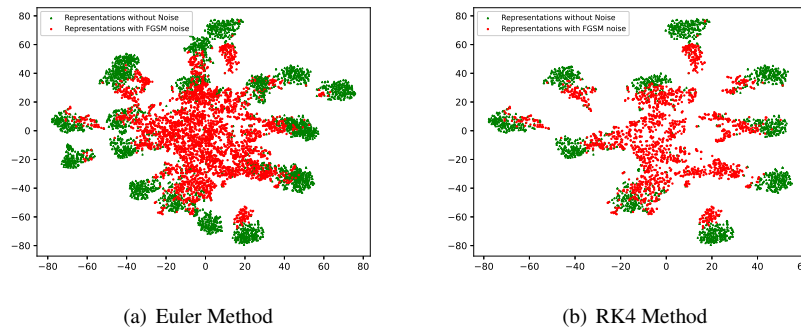 Representations without Noise
Representations with FGSM noise
80
60
40
20
0
−20
−40
−60
−80
−80 −60 −40 −20 0 20 40 60 80
(a) Euler Method
Representations without Noise
Representations with FGSM noise
80
60
40
20
0
−20
−40
−60
−80
−80 −60 −40 −20 0 20 40 60
(b) RK4 Method